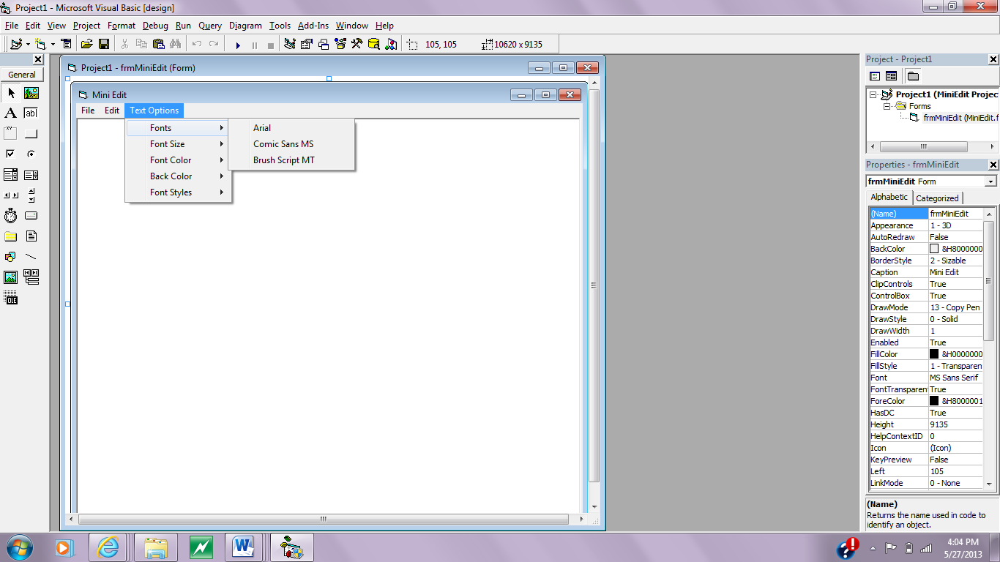 Project1 - Microsoft Visual Basic [design]
File Edit View Project Format Debug Run Query Diagram Tools Add-Ins Window Help
105, 105 10620 x 9135
General
A
ab|
xy
OLE
Project1 - frmMiniEdit (Form)
Mini Edit
File Edit Text Options
Fonts
Font Size
Font Color
Back Color
Font Styles
Arial
Comic Sans MS
Brush Script MT
Project - Project1
Project1 (MiniEdit Projec
Forms
frmMiniEdit (MiniEdit.f
Properties - frmMiniEdit
frmMiniEdit Form
Alphabetic Categorized
(Name) frmMiniEdit
Appearance 1 - 3D
AutoRedraw False
BackColor &H8000000
BorderStyle 2 - Sizable
Caption Mini Edit
ClipControls True
ControlBox True
DrawMode 13 - Copy Pen
DrawStyle 0 - Solid
DrawWidth 1
Enabled True
FillColor &H0000000
FillStyle 1 - Transparen
Font MS Sans Serif
FontTransparen True
ForeColor &H8000001
HasDC True
Height 9135
HelpContextID 0
Icon (Icon)
KeyPreview False
Left 105
LinkMode 0 - None
(Name)
Returns the name used in code to
identify an object.
4:04 PM
5/27/2013